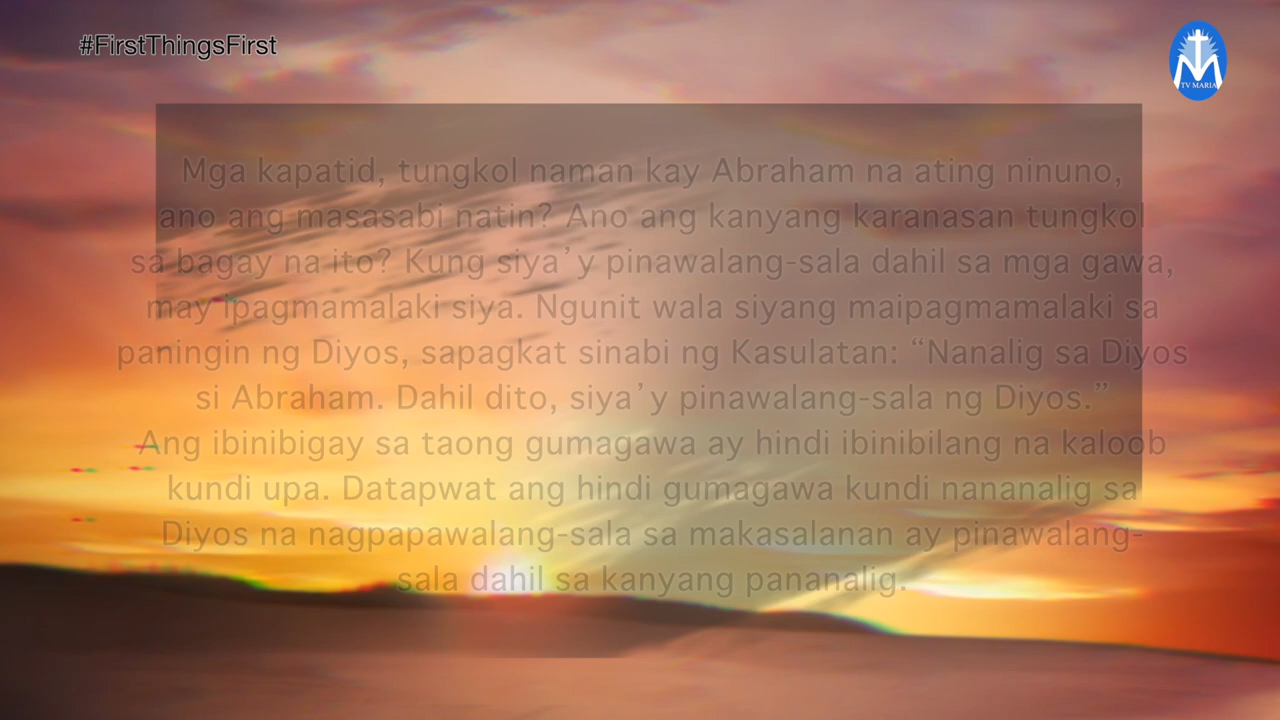 #FirstThingsFirst
TV MARIA
Mga kapatid, tungkol naman kay Abraham na ating ninuno,
ano ang masasabi natin? Ano ang kanyang karanasan tungkol
sa bagay na ito? Kung siya’y pinawalang-sala dahil sa mga gawa,
may ipagmamalaki siya. Ngunit wala siyang maipagmamalaki sa
paningin ng Diyos, sapagkat sinabi ng Kasulatan: “Nanalig sa Diyos
si Abraham. Dahil dito, siya’y pinawalang-sala ng Diyos.”
Ang ibinibigay sa taong gumagawa ay hindi ibinibilang na kaloob
kundi upa. Datapwat ang hindi gumagawa kundi nananalig sa
Diyos na nagpapawalang-sala sa makasalanan ay pinawalang-
sala dahil sa kanyang pananalig.